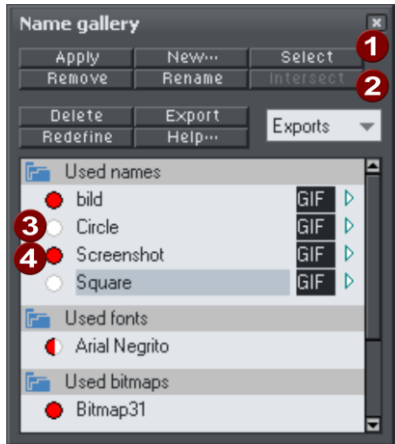 Name gallery
Apply New... Select 1
Remove Rename Intersect 2
Delete Export Exports
Redefine Help...
Used names
bild GIF
3 Circle GIF
4 Screenshot GIF
Square GIF
Used fonts
Arial Negrito
Used bitmaps
Bitmap31